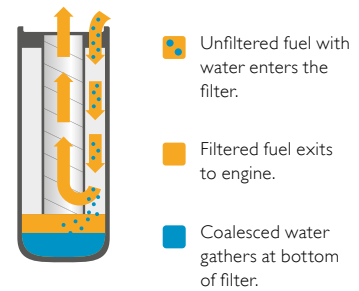 Unfiltered fuel with
water enters the
filter.
Filtered fuel exits
to engine.
Coalesced water
gathers at bottom
of filter.